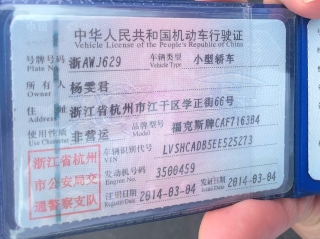 中华人民共和国机动车行驶证
Vehicle License of the People's Republic of China
号牌号码 Plate No. 浙AWJ629 车辆类型 Vehicle Type 小型轿车
所有人 Owner 杨雯君
住址 浙江省杭州市江干区学正街66号
使用性质 Use Character 非营运 品牌型号 Model 福克斯牌CAF7163B4
车辆识别代号 VIN LVSHCADB5EE525273
发动机号码 Engine No. 3500459
注册日期 Register Date 2014-03-04 发证日期 Issue Date 2014-03-04
浙江省杭州
市公安局交
通警察支队